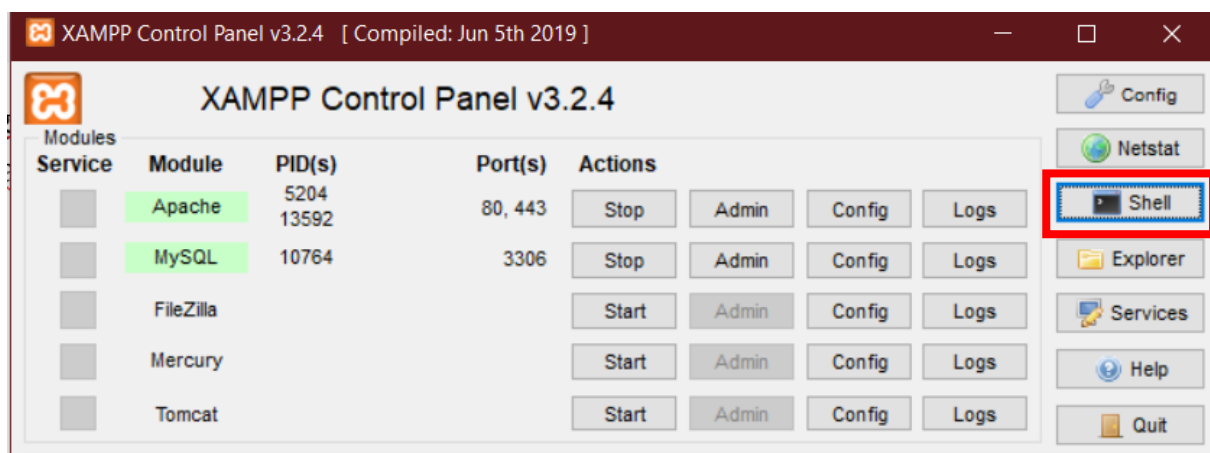 XAMPP Control Panel v3.2.4 [ Compiled: Jun 5th 2019 ]
XAMPP Control Panel v3.2.4
Config
Modules
Service Module PID(s) Port(s) Actions
Netstat
Apache 5204 13592 80, 443 Stop Admin Config Logs
Shell
MySQL 10764 3306 Stop Admin Config Logs
Explorer
FileZilla Start Admin Config Logs
Services
Mercury Start Admin Config Logs
Help
Tomcat Start Admin Config Logs
Quit